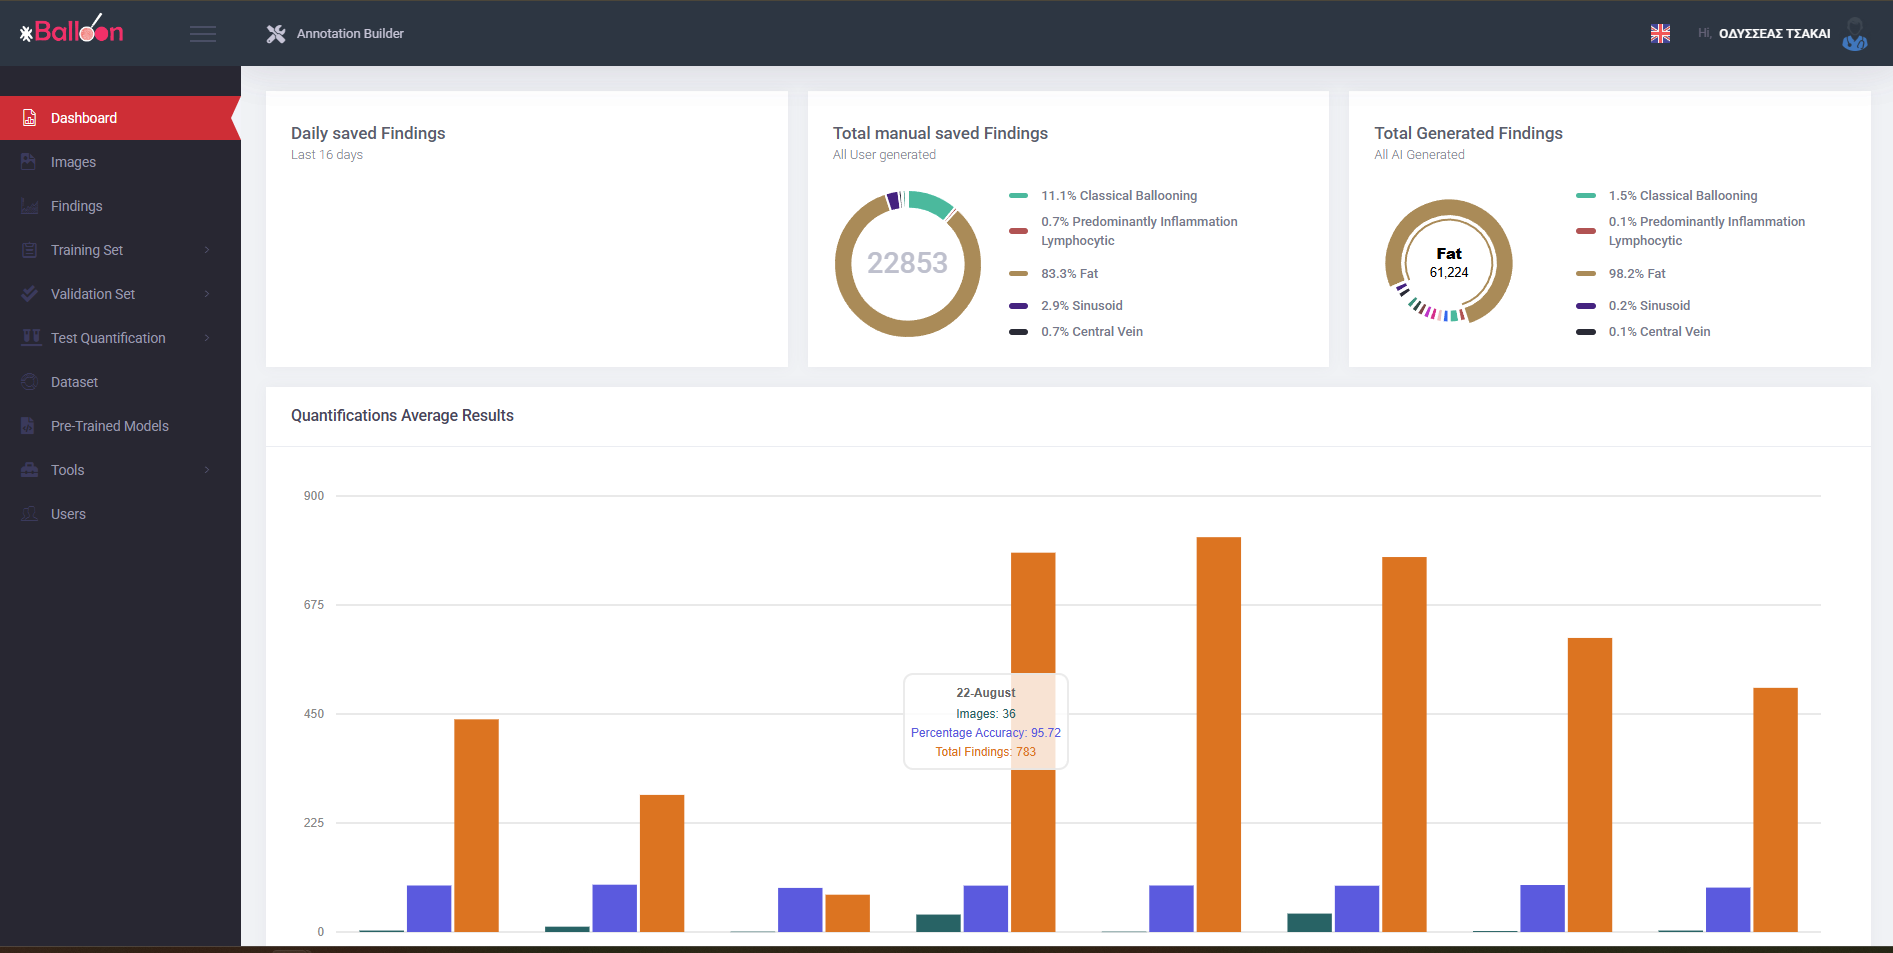 Balloon
Annotation Builder
Hi, ΟΔΥΣΣΕΑΣ ΤΣΑΚΑΙ
Dashboard
Images
Findings
Training Set
Validation Set
Test Quantification
Dataset
Pre-Trained Models
Tools
Users
Daily saved Findings
Last 16 days
Total manual saved Findings
All User generated
22853
11.1% Classical Ballooning
0.7% Predominantly Inflammation
Lymphocytic
83.3% Fat
2.9% Sinusoid
0.7% Central Vein
Total Generated Findings
All AI Generated
Fat
61,224
1.5% Classical Ballooning
0.1% Predominantly Inflammation
Lymphocytic
98.2% Fat
0.2% Sinusoid
0.1% Central Vein
Quantifications Average Results
900
675
450
225
0
22-August
Images: 36
Percentage Accuracy: 95.72
Total Findings: 783